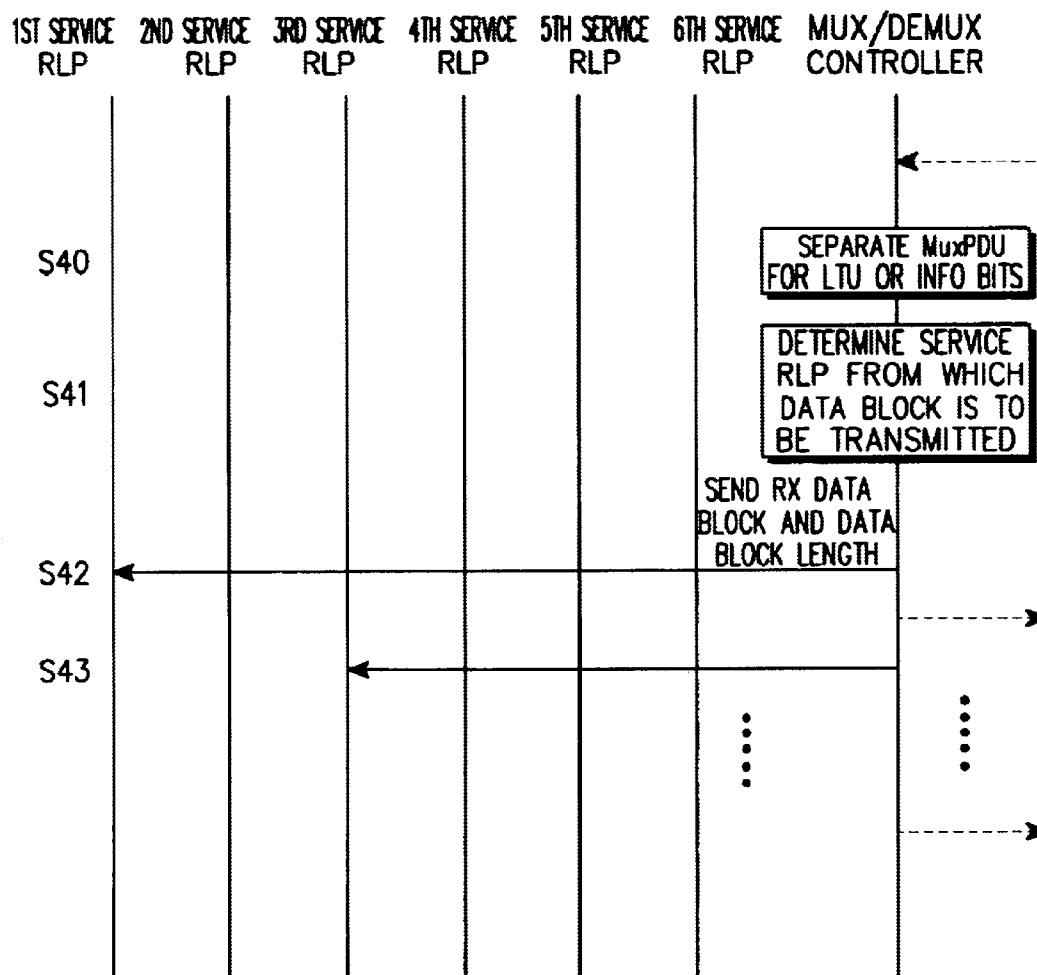 1ST SERVICE RLP
2ND SERVICE RLP
3RD SERVICE RLP
4TH SERVICE RLP
5TH SERVICE RLP
6TH SERVICE RLP
MUX/DEMUX CONTROLLER
S40
SEPARATE MuxPDU
FOR LTU OR INFO BITS
S41
DETERMINE SERVICE
RLP FROM WHICH
DATA BLOCK IS TO
BE TRANSMITTED
SEND RX DATA
BLOCK AND DATA
BLOCK LENGTH
S42
S43